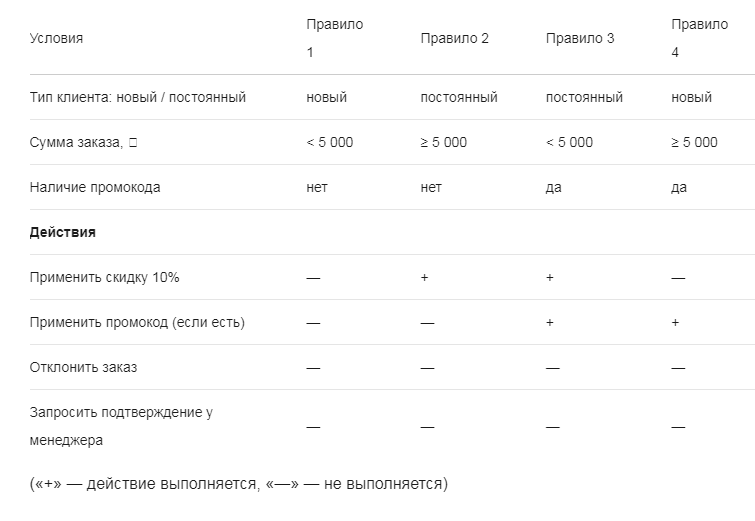 Условия Правило 1 Правило 2 Правило 3 Правило 4
Тип клиента: новый / постоянный новый постоянный постоянный новый
Сумма заказа, □ < 5 000 ≥ 5 000 < 5 000 ≥ 5 000
Наличие промокода нет нет да да
Действия
Применить скидку 10% — + + —
Применить промокод (если есть) — — + +
Отклонить заказ — — — —
Запросить подтверждение у менеджера — — — —
(«+» — действие выполняется, «—» — не выполняется)